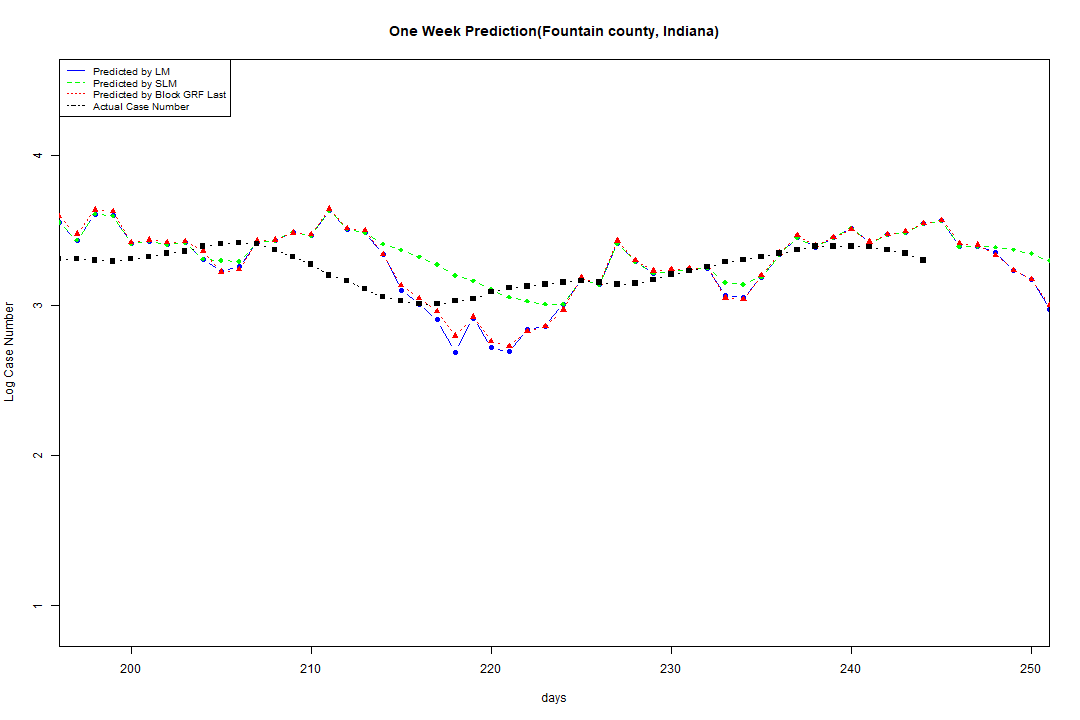 One Week Prediction(Fountain county, Indiana)
Predicted by LM
Predicted by SLM
Predicted by Block GRF Last
Actual Case Number
4
3
2
1
Log Case Number
200 210 220 230 240 250
days